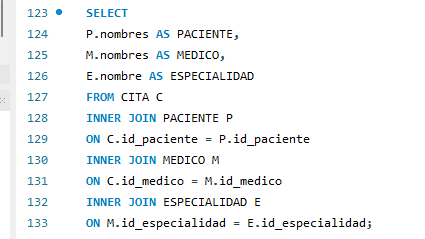 123 SELECT
124 P.nombres AS PACIENTE,
125 M.nombres AS MEDICO,
126 E.nombre AS ESPECIALIDAD
127 FROM CITA C
128 INNER JOIN PACIENTE P
129 ON C.id_paciente = P.id_paciente
130 INNER JOIN MEDICO M
131 ON C.id_medico = M.id_medico
132 INNER JOIN ESPECIALIDAD E
133 ON M.id_especialidad = E.id_especialidad;